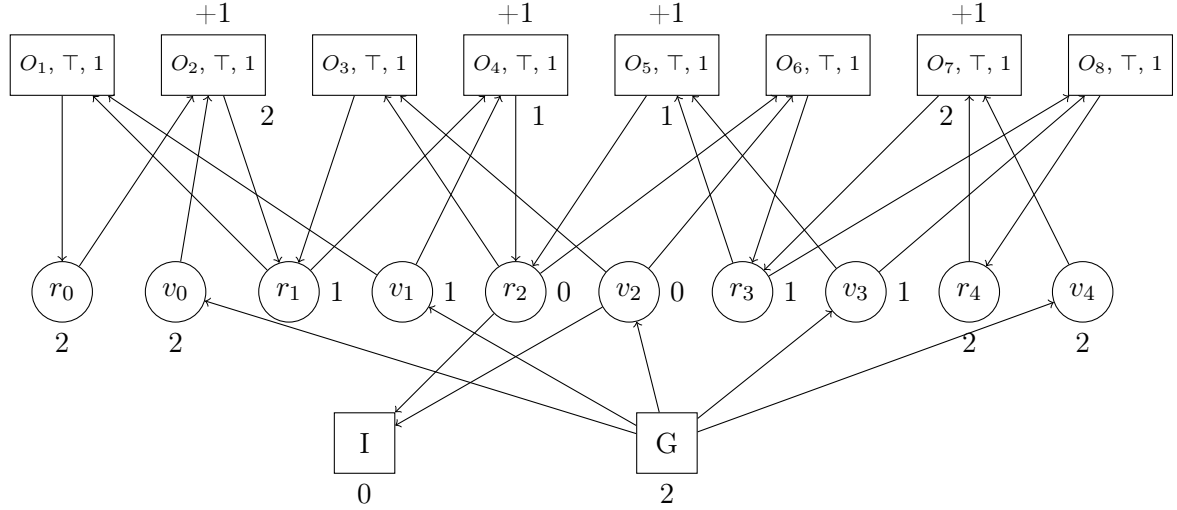 +1 +1 +1 +1
O₁, ⊤, 1 O₂, ⊤, 1 O₃, ⊤, 1 O₄, ⊤, 1 O₅, ⊤, 1 O₆, ⊤, 1 O₇, ⊤, 1 O₈, ⊤, 1
2 1 1 2
r₀ v₀ r₁ 1 v₁ 1 r₂ 0 v₂ 0 r₃ 1 v₃ 1 r₄ v₄
2 2 2 2
I G
0 2